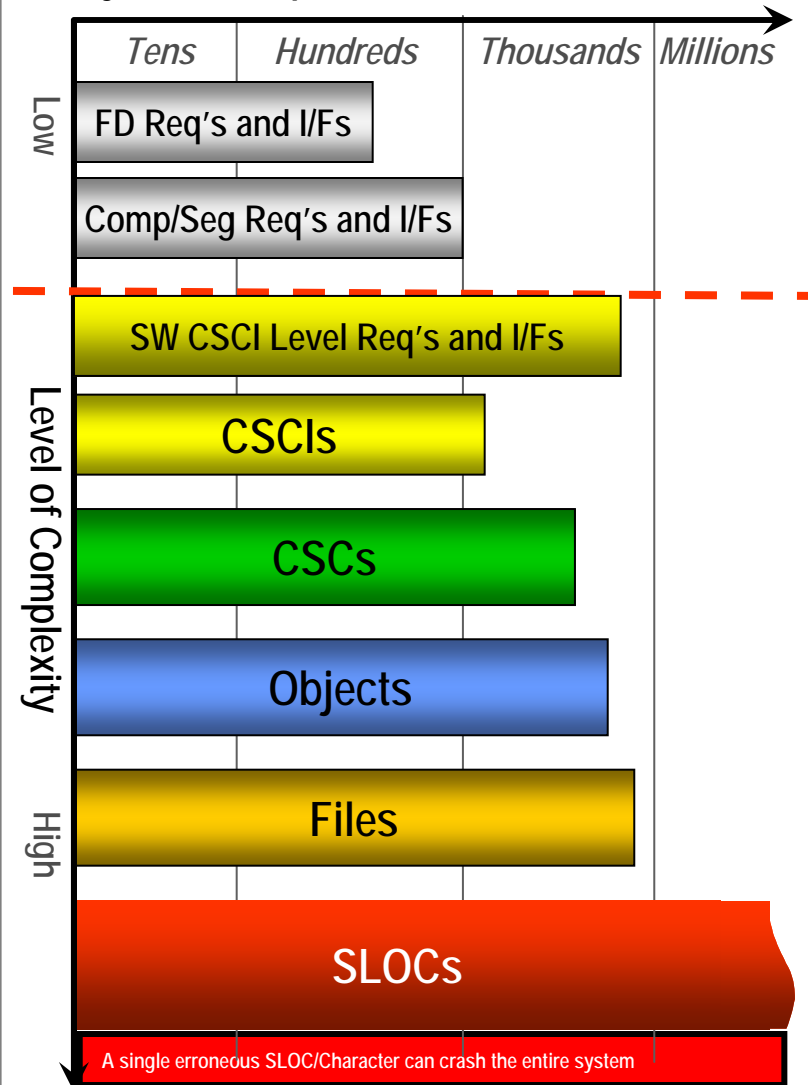 Tens Hundreds Thousands Millions
Low
FD Req's and I/Fs
Comp/Seg Req's and I/Fs
SW CSCI Level Req's and I/Fs
CSCIs
Level of Complexity
CSCs
Objects
Files
High
SLOCs
A single erroneous SLOC/Character can crash the entire system